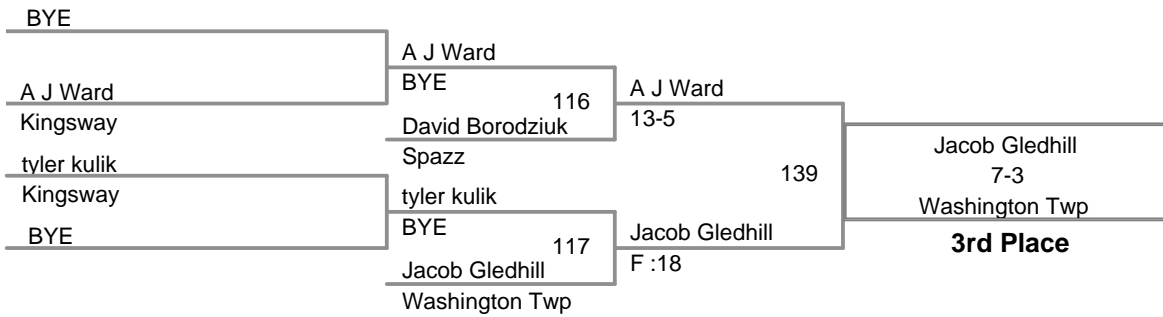 BYE
A J Ward
Kingsway
tyler kulik
Kingsway
BYE
A J Ward
BYE
116
David Borodziuk
Spazz
tyler kulik
BYE
117
Jacob Gledhill
Washington Twp
A J Ward
13-5
139
Jacob Gledhill
F :18
Jacob Gledhill
7-3
Washington Twp
3rd Place